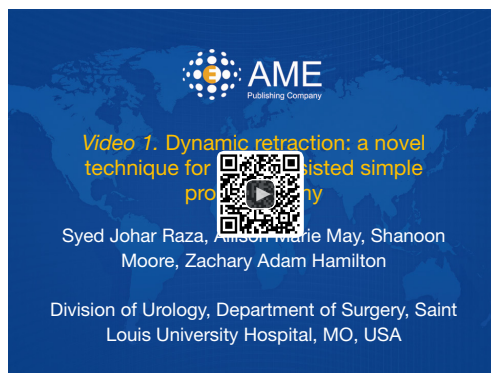 E AME
Publishing Company
Video 1. Dynamic retraction: a novel
technique for sisted simple
pro y
Syed Johar Raza, Allison Marie May, Shanoon
Moore, Zachary Adam Hamilton
Division of Urology, Department of Surgery, Saint
Louis University Hospital, MO, USA